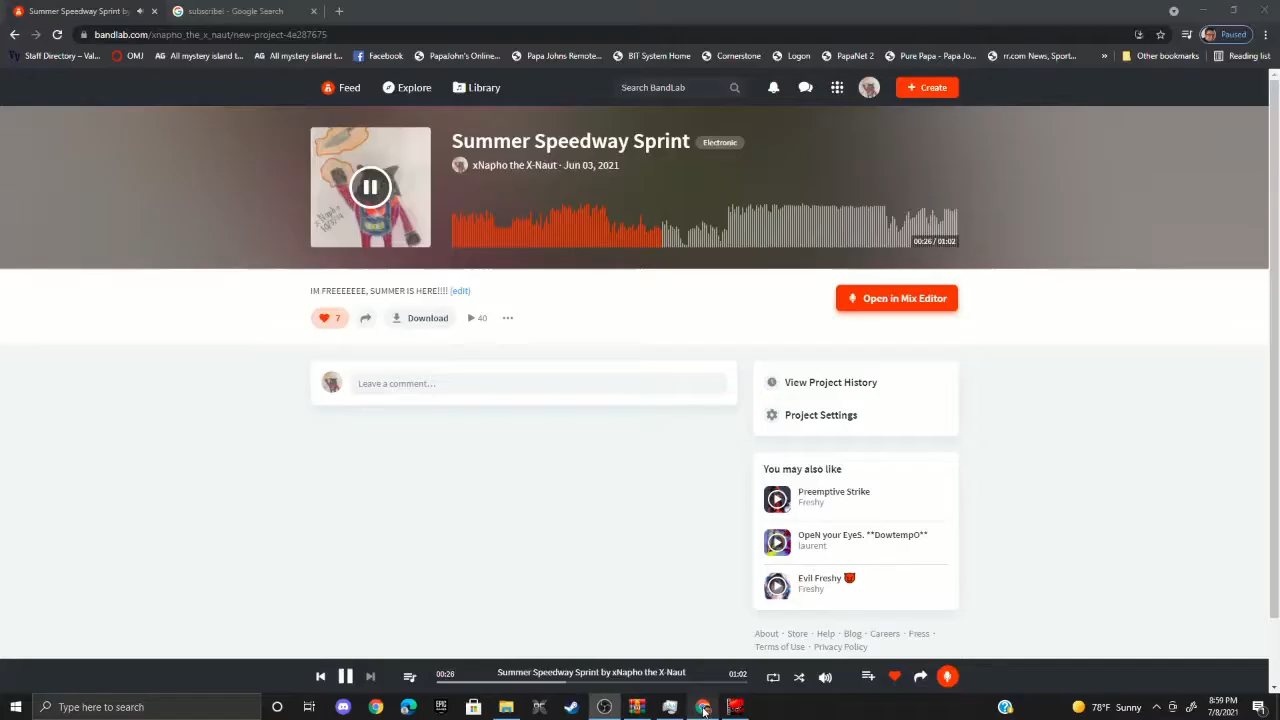 Summer Speedway Sprint by
subscribe! - Google Search
bandlab.com/xnapho_the_x_naut/new-project-4e287675
Paused
Staff Directory – Val...
OMJ
AG All mystery island t...
AG All mystery island t...
Facebook
PapaJohn's Online...
Papa Johns Remote...
BIT System Home
Cornerstone
Logon
PapaNet 2
Pure Papa - Papa Jo...
rr.com News, Sport...
»
Other bookmarks
Reading list
Feed
Explore
Library
Search BandLab
+ Create
Summer Speedway Sprint
Electronic
xNapho the X-Naut · Jun 03, 2021
00:26 / 01:02
IM FREEEEEEE, SUMMER IS HERE!!!! (edit)
Open in Mix Editor
7
Download
40
Leave a comment...
View Project History
Project Settings
You may also like
Preemptive Strike
Freshy
OpeN your EyeS. **DowtempO**
laurent
Evil Freshy 😈
Freshy
About · Store · Help · Blog · Careers · Press ·
Terms of Use · Privacy Policy
00:26
Summer Speedway Sprint by xNapho the X-Naut
01:02
Type here to search
EPIC
78°F Sunny
8:59 PM
7/8/2021